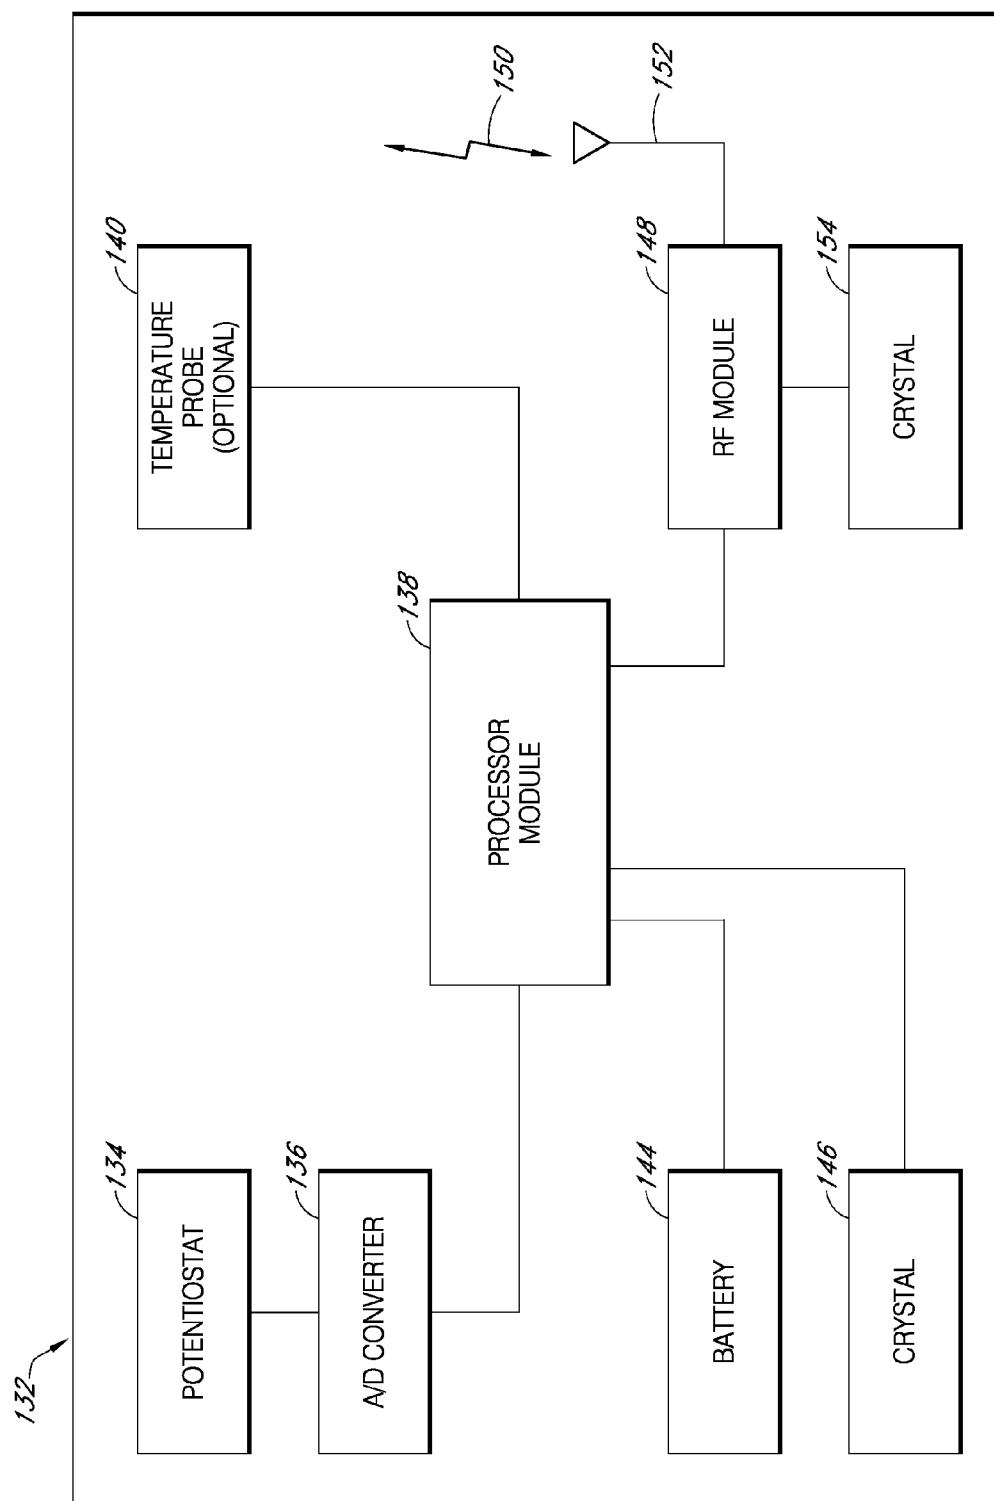 132
134
POTENTIOSTAT
136
A/D CONVERTER
144
BATTERY
146
CRYSTAL
138
PROCESSOR
MODULE
140
TEMPERATURE
PROBE
(OPTIONAL)
148
RF MODULE
154
CRYSTAL
150
152